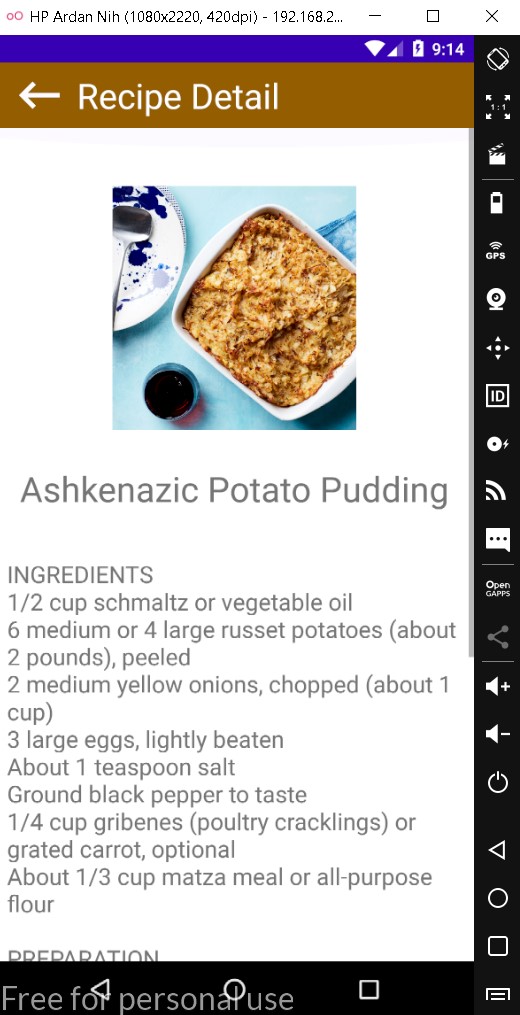 HP Ardan Nih (1080x2220, 420dpi) - 192.168.2...
9:14
Recipe Detail
1:1
GPS
ID
Open
GAPPS
Ashkenazic Potato Pudding
INGREDIENTS
1/2 cup schmaltz or vegetable oil
6 medium or 4 large russet potatoes (about
2 pounds), peeled
2 medium yellow onions, chopped (about 1
cup)
3 large eggs, lightly beaten
About 1 teaspoon salt
Ground black pepper to taste
1/4 cup gribenes (poultry cracklings) or
grated carrot, optional
About 1/3 cup matza meal or all-purpose
flour
PREPARATION
Free for personal use